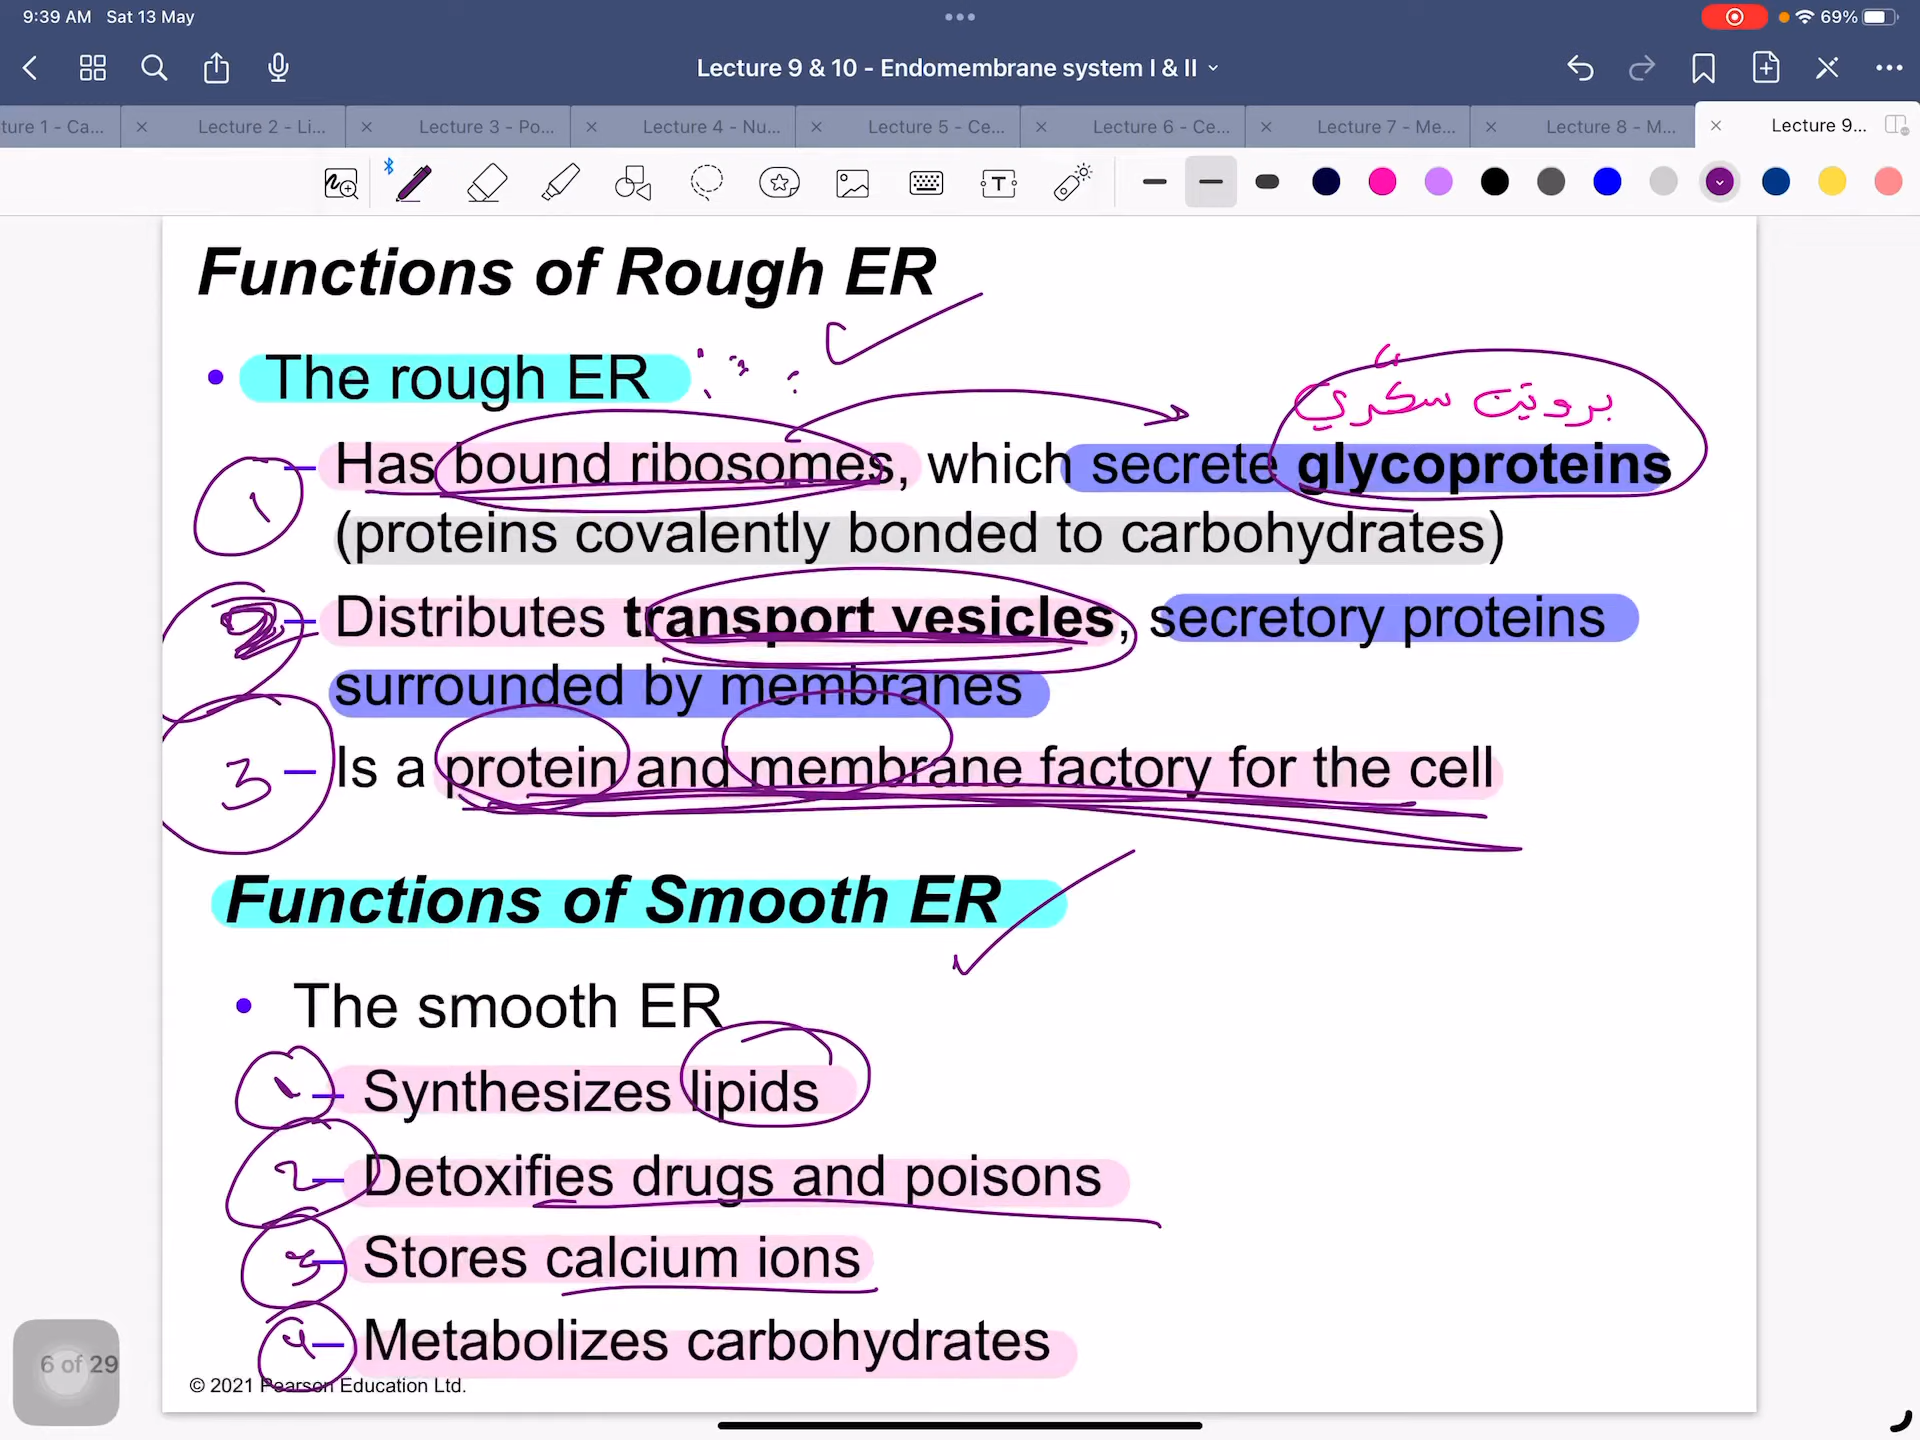 9:39 AM Sat 13 May
69%
Lecture 9 & 10 - Endomembrane system I & II
ture 1 - Ca...
Lecture 2 - Li...
Lecture 3 - Po...
Lecture 4 - Nu...
Lecture 5 - Ce...
Lecture 6 - Ce...
Lecture 7 - Me...
Lecture 8 - M...
Lecture 9...
Functions of Rough ER
• The rough ER
بروتين سكري
1
– Has bound ribosomes, which secrete glycoproteins
(proteins covalently bonded to carbohydrates)
2
– Distributes transport vesicles, secretory proteins
surrounded by membranes
3
– Is a protein and membrane factory for the cell
Functions of Smooth ER
• The smooth ER
1
– Synthesizes lipids
2
– Detoxifies drugs and poisons
3
– Stores calcium ions
4
– Metabolizes carbohydrates
6 of 29
© 2021 Pearson Education Ltd.